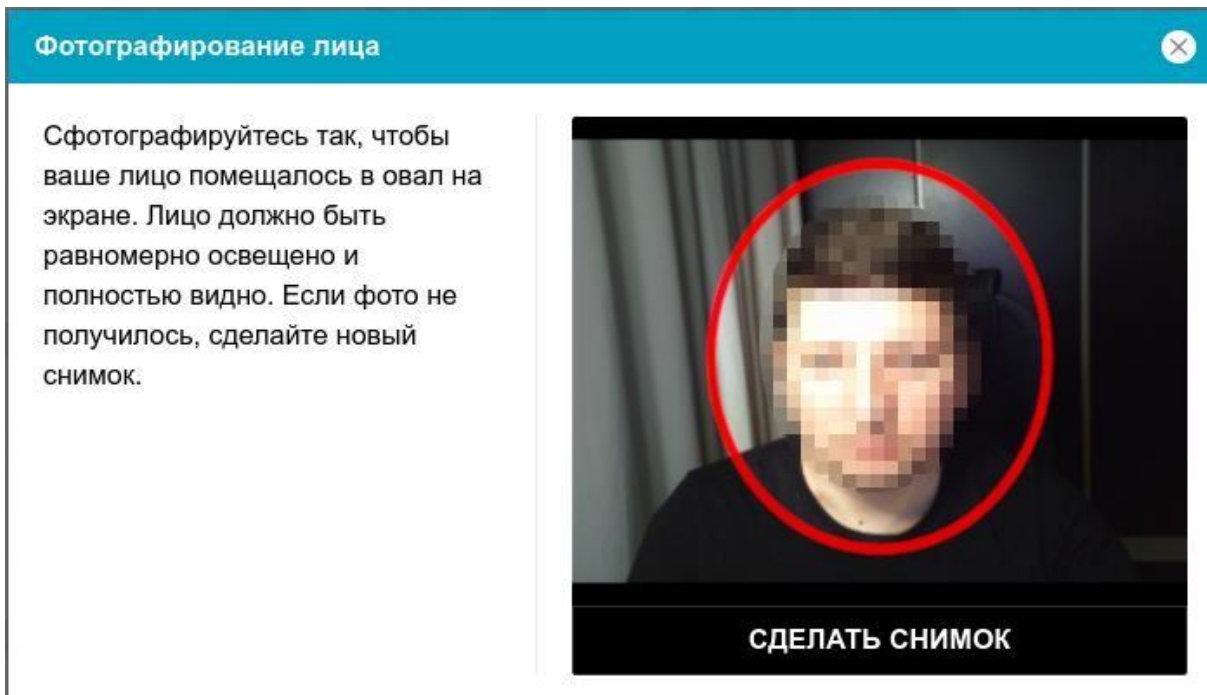 Фотографирование лица
Сфотографируйтесь так, чтобы
ваше лицо помещалось в овал на
экране. Лицо должно быть
равномерно освещено и
полностью видно. Если фото не
получилось, сделайте новый
снимок.
СДЕЛАТЬ СНИМОК